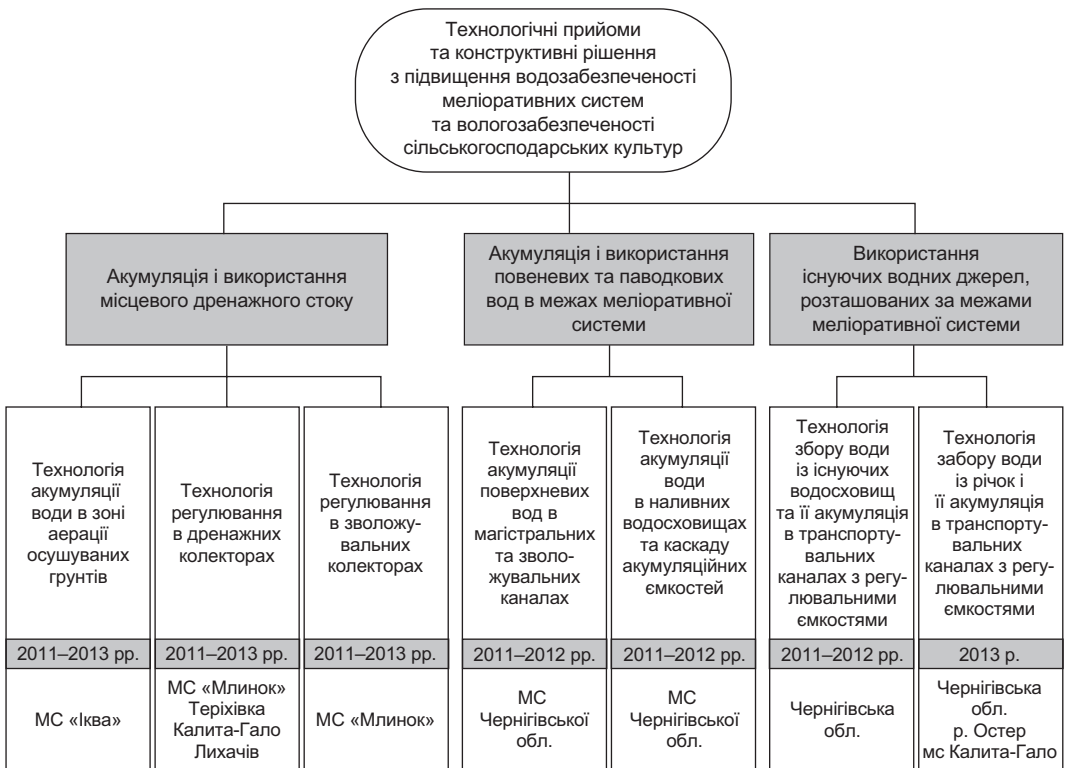 Технологічні прийоми
та конструктивні рішення
з підвищення водозабезпеченості
меліоративних систем
та вологозабезпеченості
сільськогосподарських культур
Акумуляція і використання
місцевого дренажного стоку
Акумуляція і використання
повеневих та паводкових
вод в межах меліоративної
системи
Використання
існуючих водних джерел,
розташованих за межами
меліоративної системи
Технологія
акумуляції
води в зоні
аерації
осушуваних
грунтів
Технологія
регулювання
в дренажних
колекторах
Технологія
регулювання
в зволожу-
вальних
колекторах
Технологія
акумуляції
поверхневих
вод в
магістральних
та зволо-
жувальних
каналах
Технологія
акумуляції
води
в наливних
водосховищах
та каскаду
акумуляційних
ємкостей
Технологія
збору води
із існуючих
водосховищ
та її акумуляція
в транспорту-
вальних
каналах з регу-
лювальними
ємкостями
Технологія
забору води
із річок і
її акумуляція
в транспорту-
вальних
каналах з регу-
лювальними
ємкостями
2011–2013 рр.
2011–2013 рр.
2011–2013 рр.
2011–2012 рр.
2011–2012 рр.
2011–2012 рр.
2013 р.
МС «Іква»
МС «Млинок»
Теріхівка
Калита-Гало
Лихачів
МС «Млинок»
МС
Чернігівської
обл.
МС
Чернігівської
обл.
Чернігівська
обл.
Чернігівська
обл.
р. Остер
мс Калита-Гало